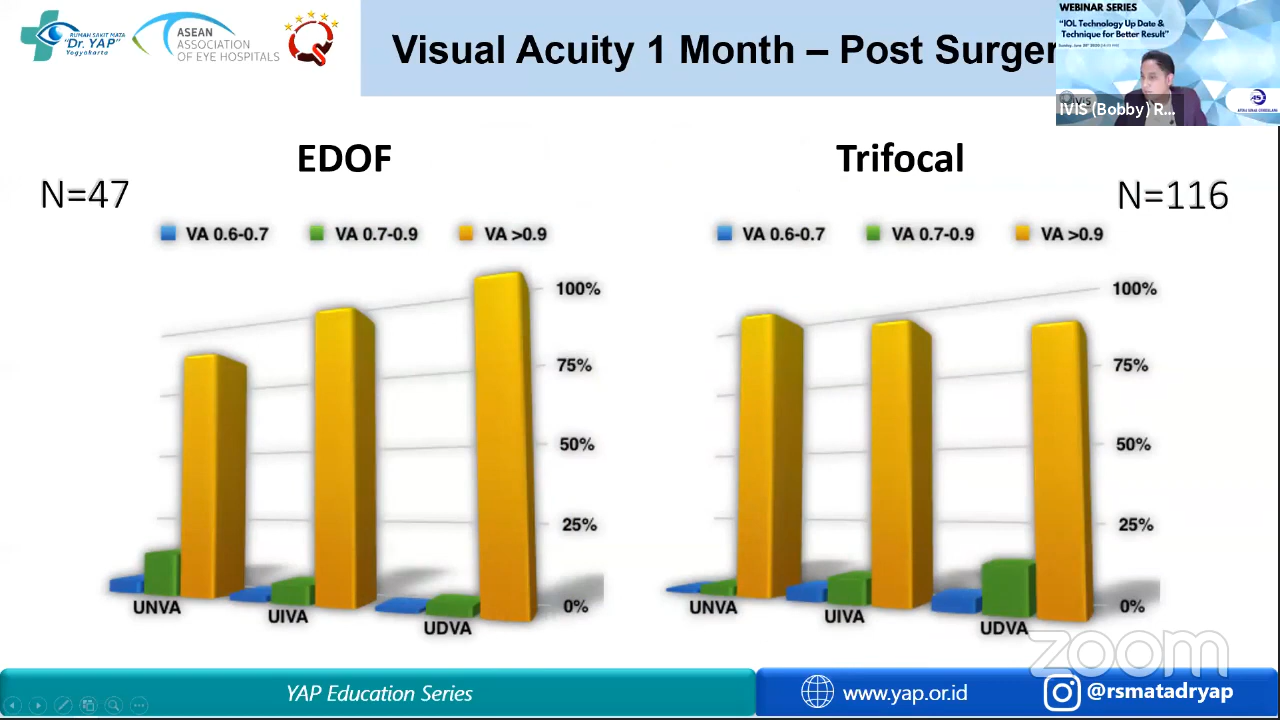 RUMAH SAKIT MATA
"Dr. YAP"
Yogyakarta
ASEAN
ASSOCIATION
OF EYE HOSPITALS
Visual Acuity 1 Month – Post Surger
WEBINAR SERIES
"IOL Technology Up Date &
Technique for Better Result"
IVIS (Bobby) R...
EDOF
Trifocal
N=47
N=116
VA 0.6-0.7 VA 0.7-0.9 VA >0.9
VA 0.6-0.7 VA 0.7-0.9 VA >0.9
100%
75%
50%
25%
0%
UNVA
UIVA
UDVA
100%
75%
50%
25%
0%
UNVA
UIVA
UDVA
zoom
YAP Education Series
www.yap.or.id
@rsmatadryap